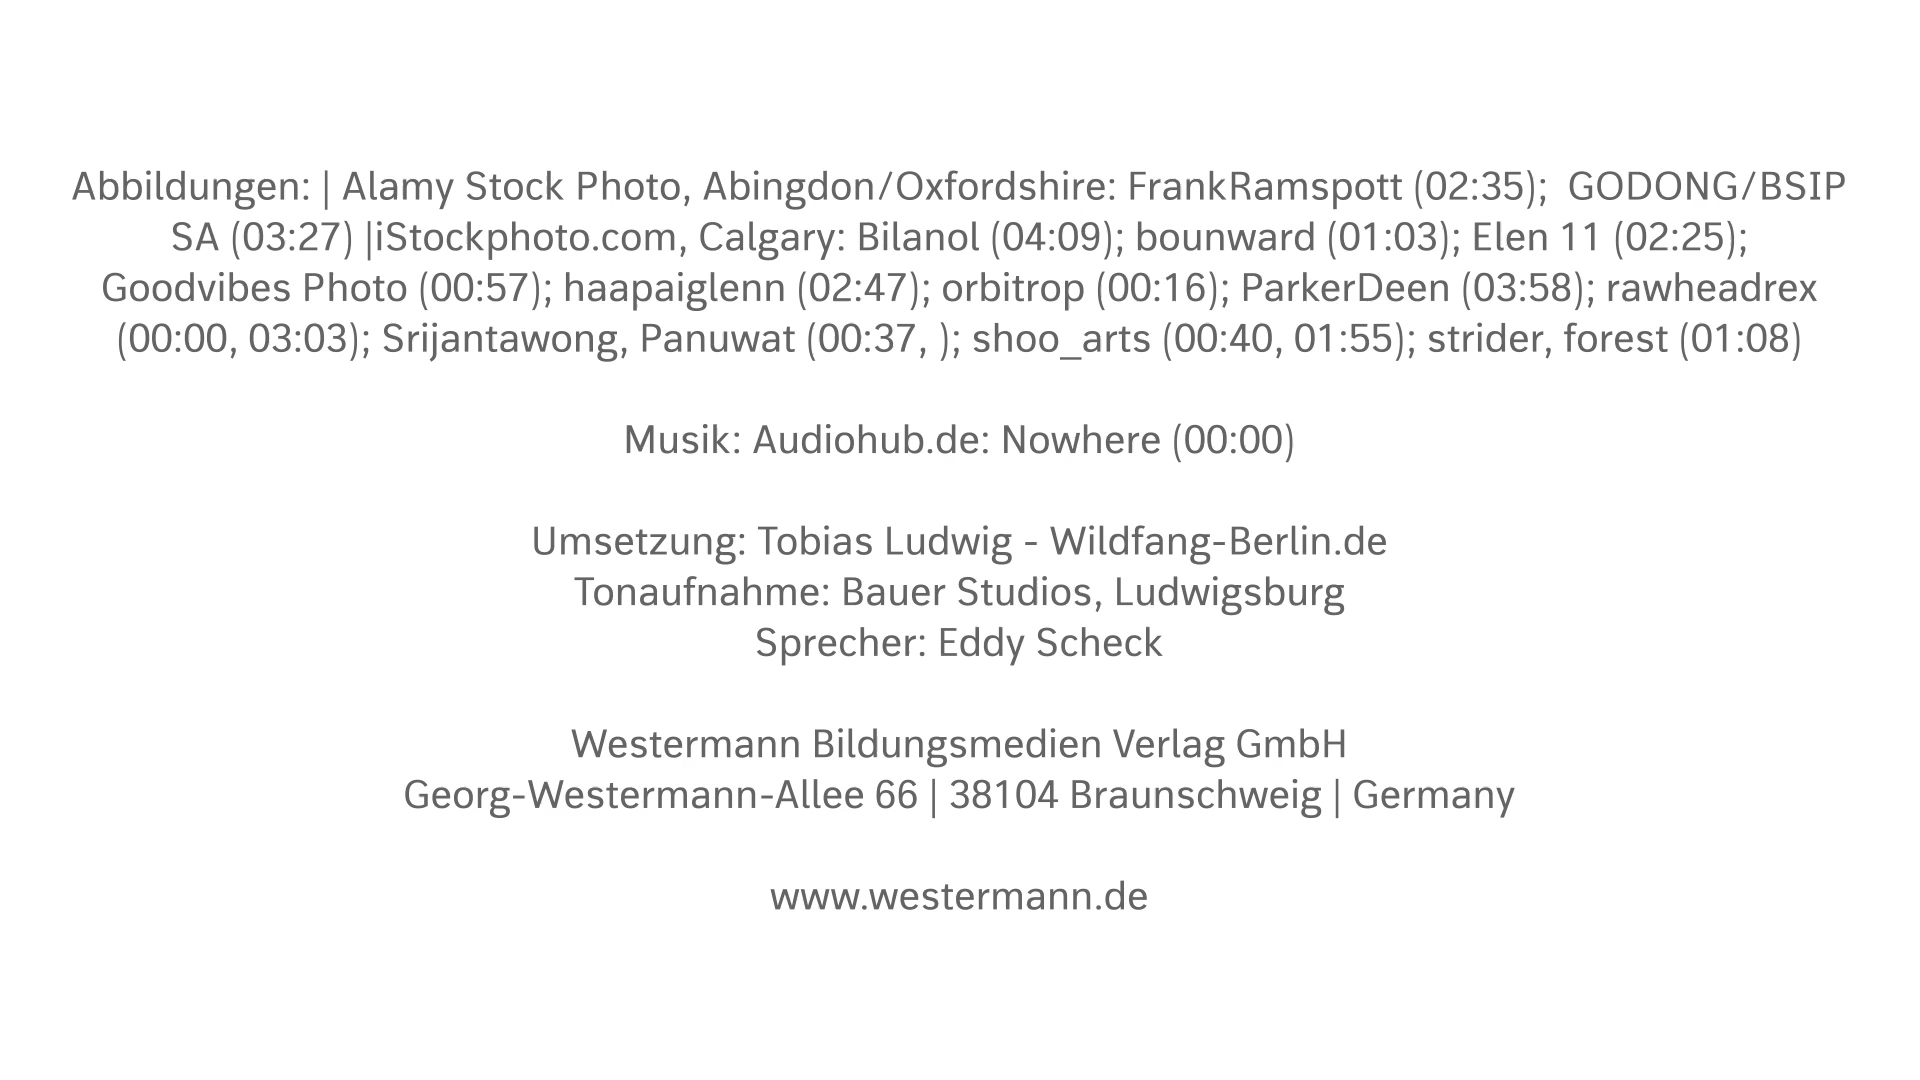 Abbildungen: | Alamy Stock Photo, Abingdon/Oxfordshire: FrankRamspott (02:35);  GODONG/BSIP
SA (03:27) |iStockphoto.com, Calgary: Bilanol (04:09); bounward (01:03); Elen 11 (02:25);
Goodvibes Photo (00:57); haapaiglenn (02:47); orbitrop (00:16); ParkerDeen (03:58); rawheadrex
(00:00, 03:03); Srijantawong, Panuwat (00:37, ); shoo_arts (00:40, 01:55); strider, forest (01:08)
Musik: Audiohub.de: Nowhere (00:00)
Umsetzung: Tobias Ludwig - Wildfang-Berlin.de
Tonaufnahme: Bauer Studios, Ludwigsburg
Sprecher: Eddy Scheck
Westermann Bildungsmedien Verlag GmbH
Georg-Westermann-Allee 66 | 38104 Braunschweig | Germany
www.westermann.de